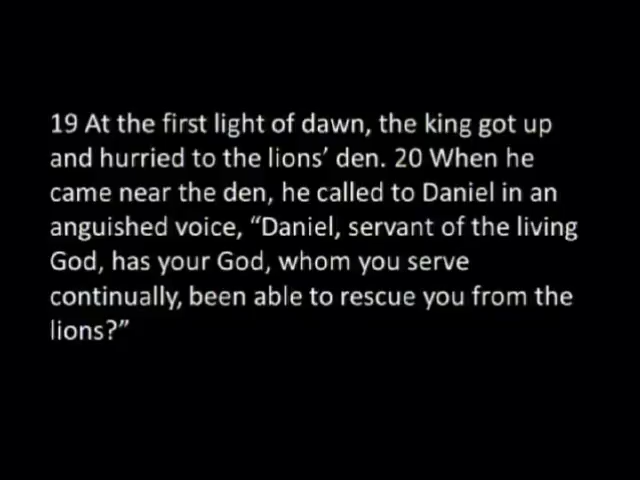 19 At the first light of dawn, the king got up
and hurried to the lions’ den. 20 When he
came near the den, he called to Daniel in an
anguished voice, “Daniel, servant of the living
God, has your God, whom you serve
continually, been able to rescue you from the
lions?”